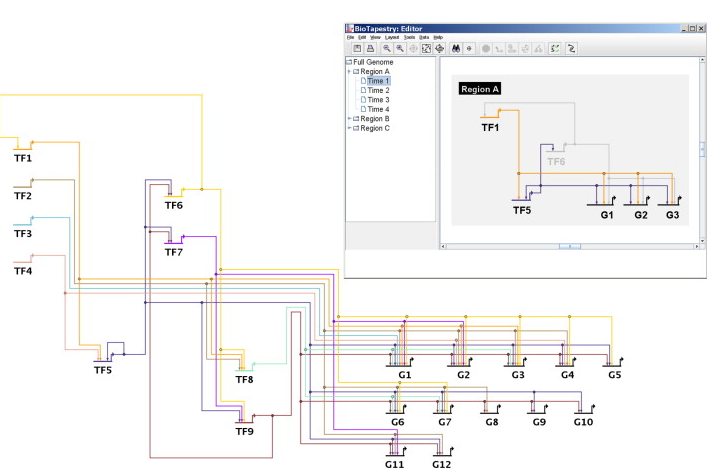 BioTapestry: Editor
File Edit View Layout Tools Data Help
Full Genome
Region A
Time 1
Time 2
Time 3
Time 4
Region B
Region C
Region A
TF1
TF6
TF5 G1 G2 G3
TF1
TF2
TF3
TF4
TF6
TF7
TF5
TF8
TF9
G1 G2 G3 G4 G5
G6 G7 G8 G9 G10
G11 G12